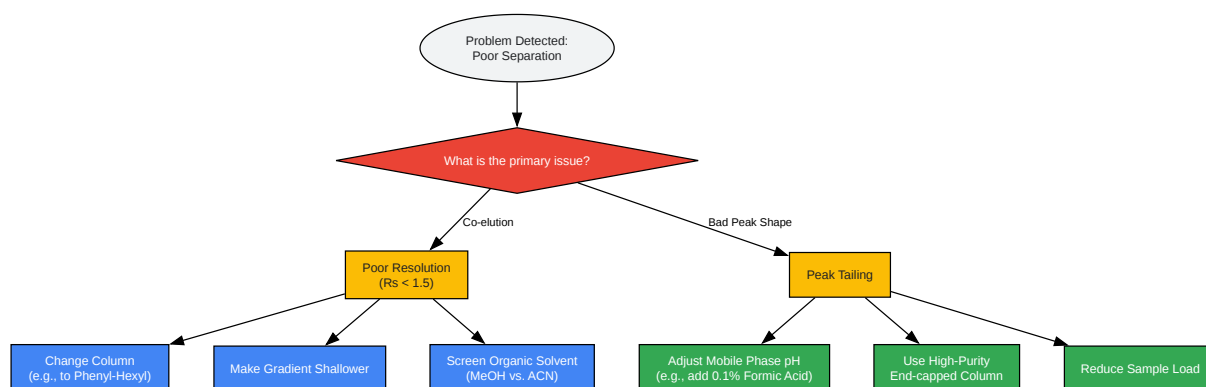 Problem Detected:
Poor Separation
What is the primary issue?
Co-elution
Bad Peak Shape
Poor Resolution
(Rs < 1.5)
Peak Tailing
Change Column
(e.g., to Phenyl-Hexyl)
Make Gradient Shallower
Screen Organic Solvent
(MeOH vs. ACN)
Adjust Mobile Phase pH
(e.g., add 0.1% Formic Acid)
Use High-Purity
End-capped Column
Reduce Sample Load